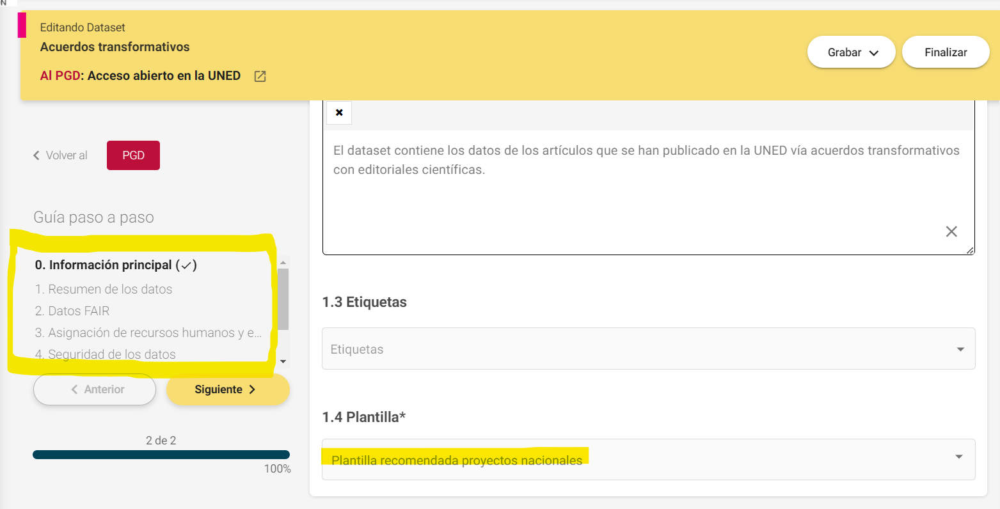 Editando Dataset
Acuerdos transformativos
Al PGD: Acceso abierto en la UNED
Grabar
Finalizar
Volver al
PGD
Guía paso a paso
0. Información principal (✓)
1. Resumen de los datos
2. Datos FAIR
3. Asignación de recursos humanos y e...
4. Seguridad de los datos
Anterior
Siguiente
2 de 2
100%
El dataset contiene los datos de los artículos que se han publicado en la UNED vía acuerdos transformativos
con editoriales científicas.
1.3 Etiquetas
Etiquetas
1.4 Plantilla*
Plantilla recomendada proyectos nacionales